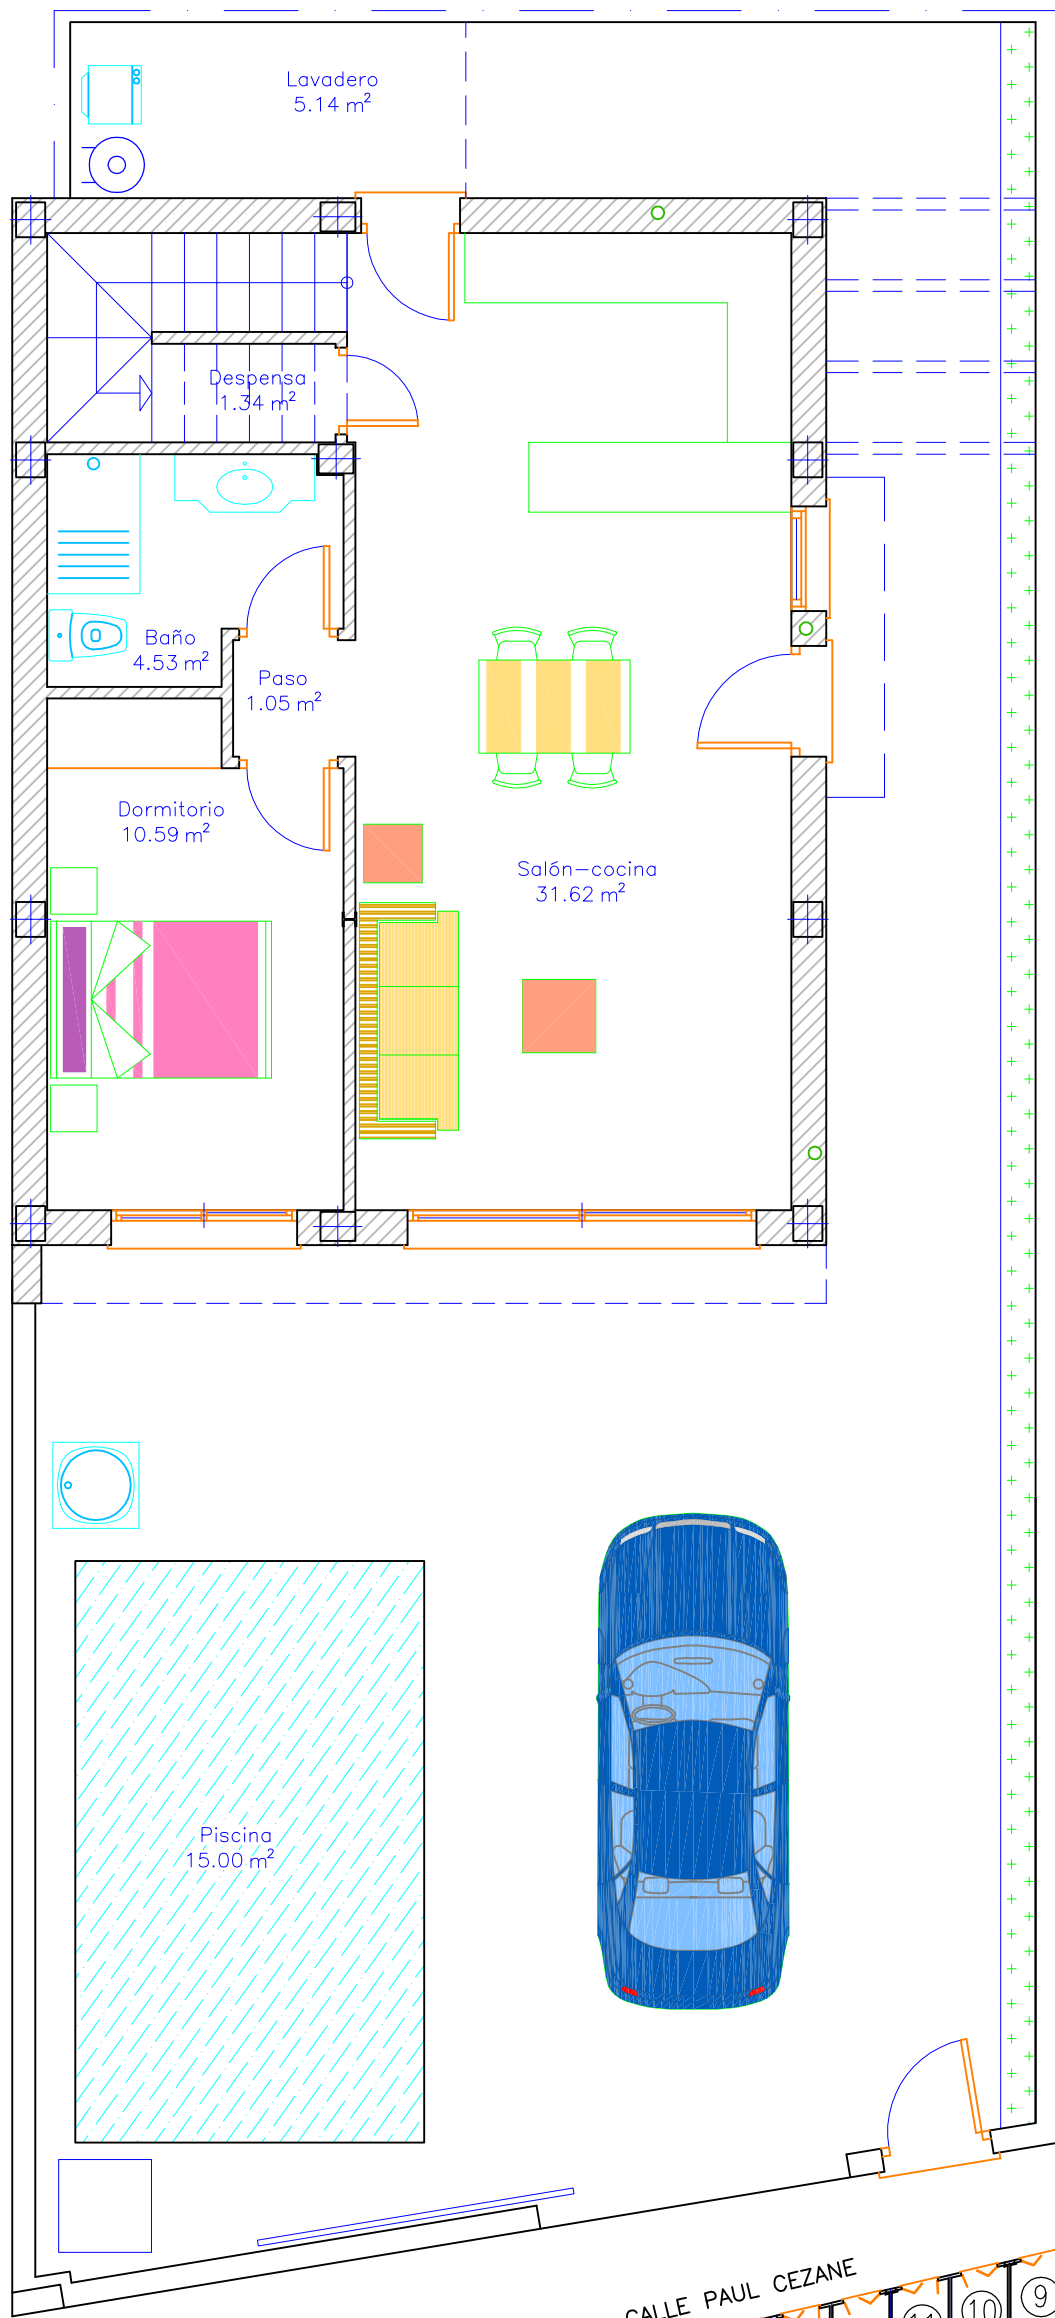 Lavadero
5.14 m²
Despensa
1.34 m²
Baño
4.53 m²
Paso
1.05 m²
Dormitorio
10.59 m²
Salón-cocina
31.62 m²
Piscina
15.00 m²
CALLE PAUL CEZANE
11
10
9